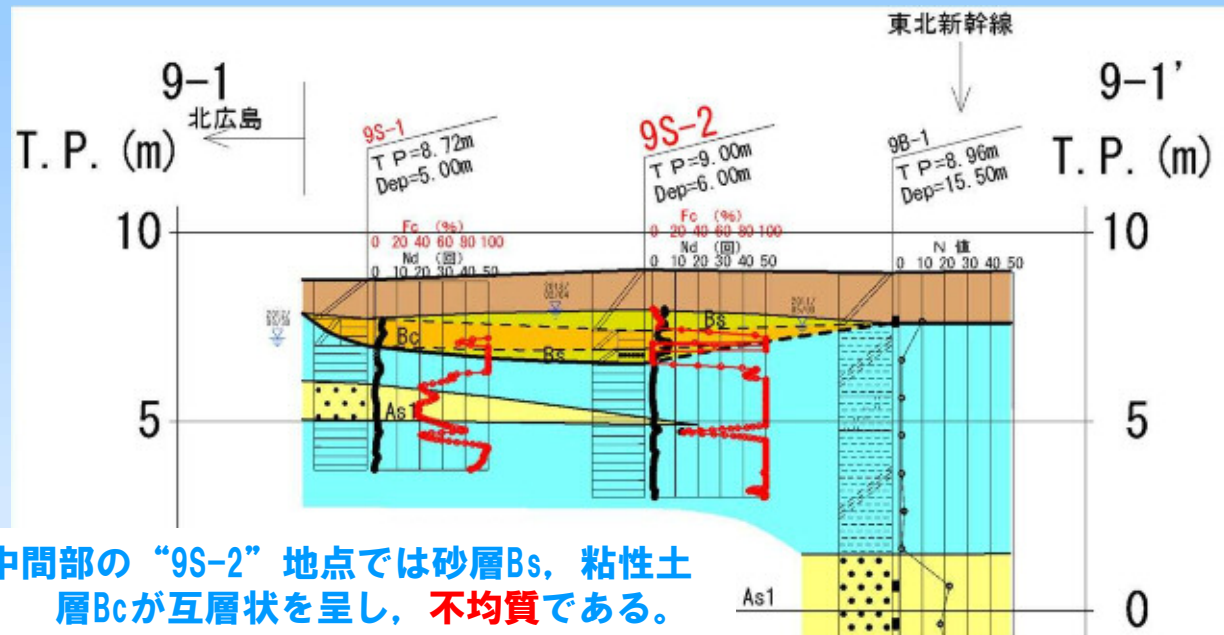 東北新幹線
9-1
9-1'
北広島
T.P.(m)
T.P.(m)
9S-1
TP=8.72m
Dep=5.00m
9S-2
TP=9.00m
Dep=6.00m
9B-1
TP=8.96m
Dep=15.50m
10
10
Fc (%)
0 20 40 60 80 100
Nd (回)
0 10 20 30 40 50
Fc (%)
0 20 40 60 80 100
Nd (回)
0 10 20 30 40 50
N 値
0 10 20 30 40 50
Bs
Bc
Bs
As1
5
5
中間部の“9S-2”地点では砂層Bs,粘性土
層Bcが互層状を呈し,不均質である。
As1
0